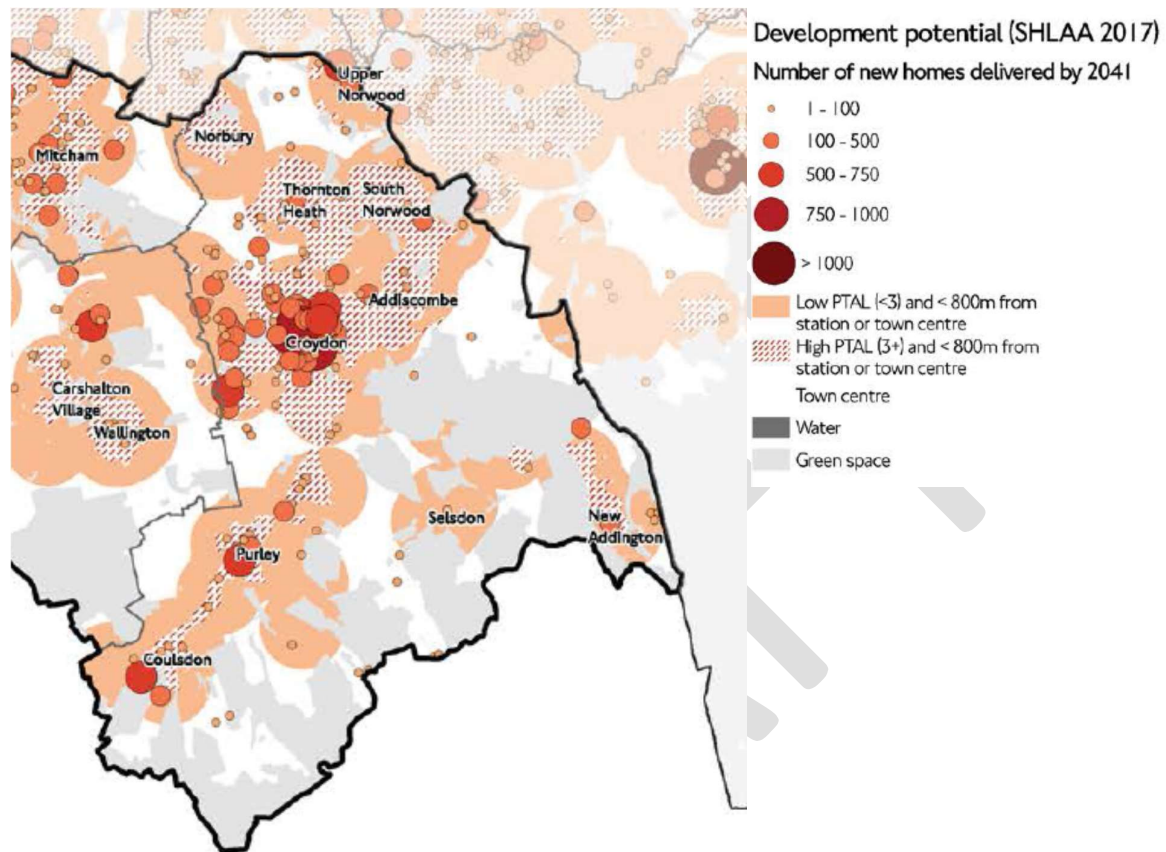 Upper
Norwood
Norbury
Mitcham
Thornton
Heath
South
Norwood
Addiscombe
Croydon
Carshalton
Village
Wallington
Selsdon
New
Addington
Purley
Coulsdon
Development potential (SHLAA 2017)
Number of new homes delivered by 2041
1 - 100
100 - 500
500 - 750
750 - 1000
> 1000
Low PTAL (<3) and < 800m from
station or town centre
High PTAL (3+) and < 800m from
station or town centre
Town centre
Water
Green space